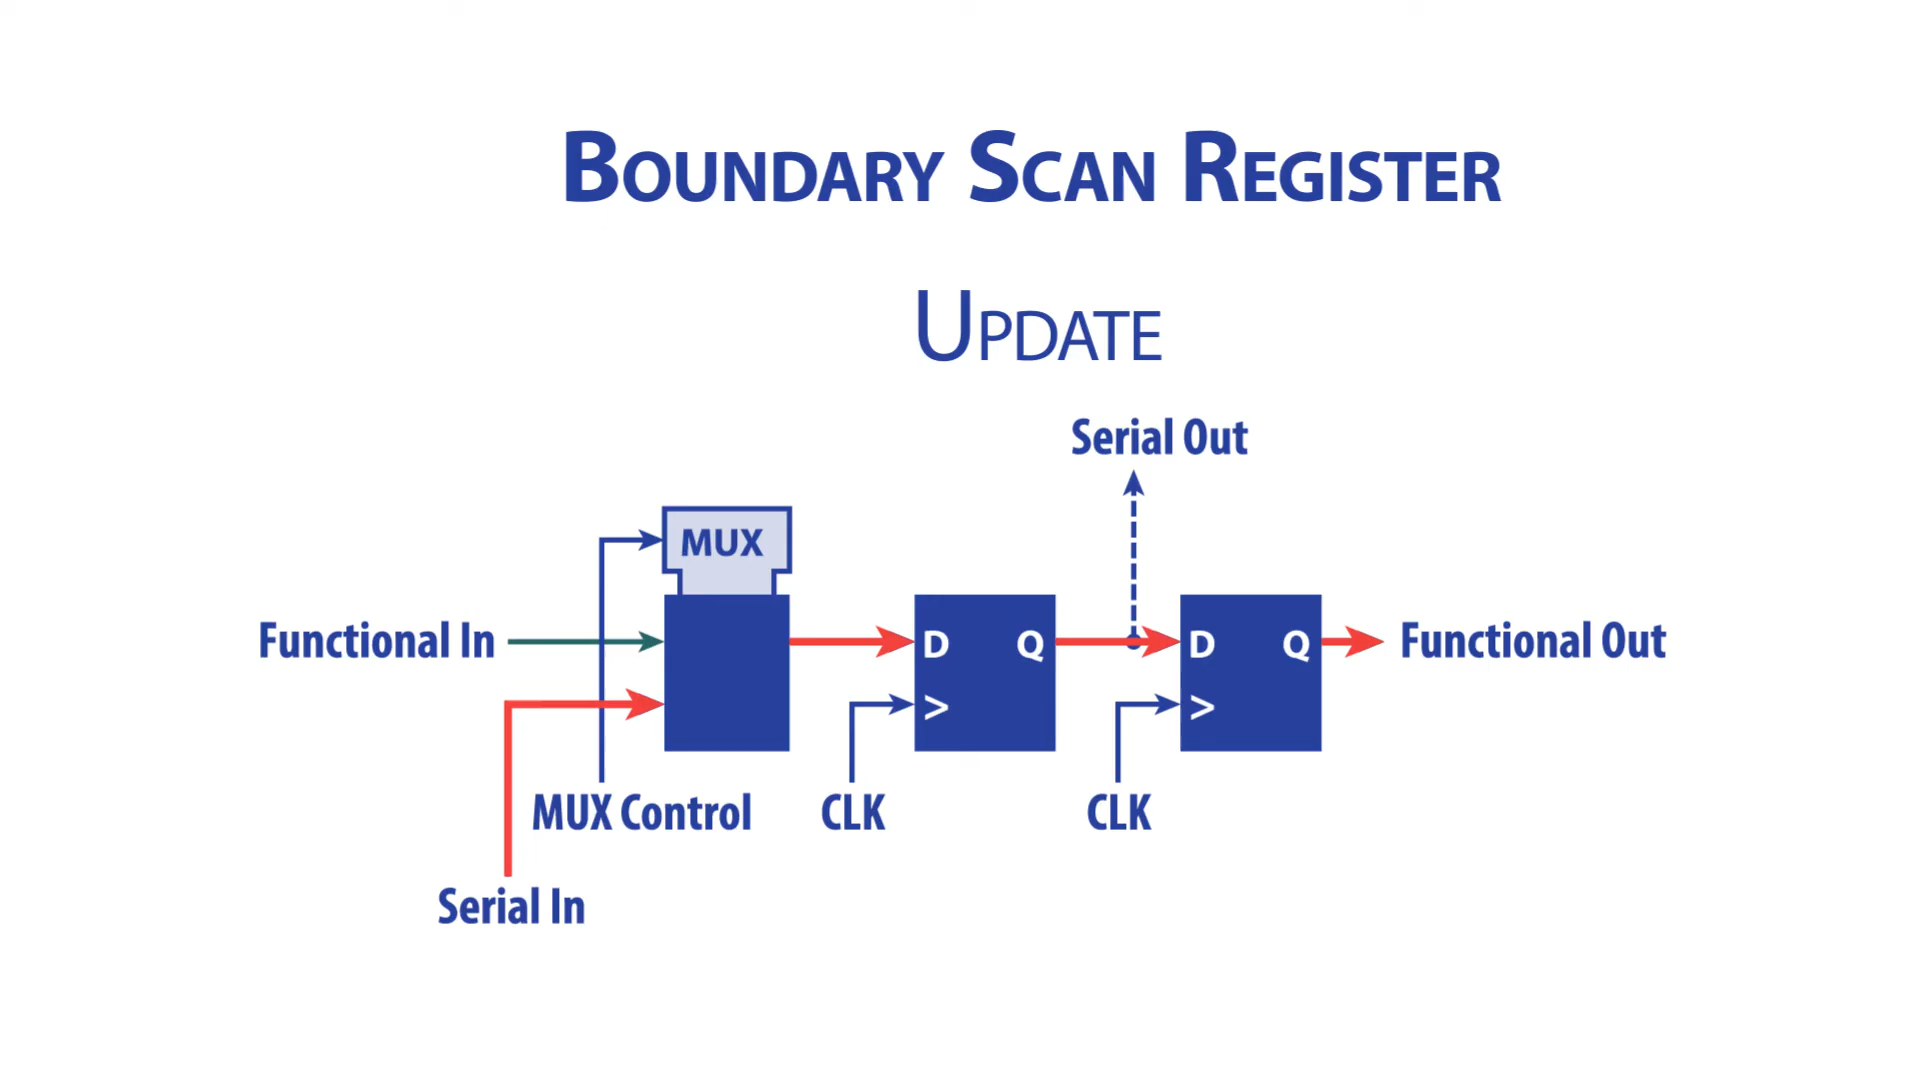 Boundary Scan Register
Update
Serial Out
MUX
Functional In
D Q
D Q
Functional Out
>
>
MUX Control
CLK
CLK
Serial In